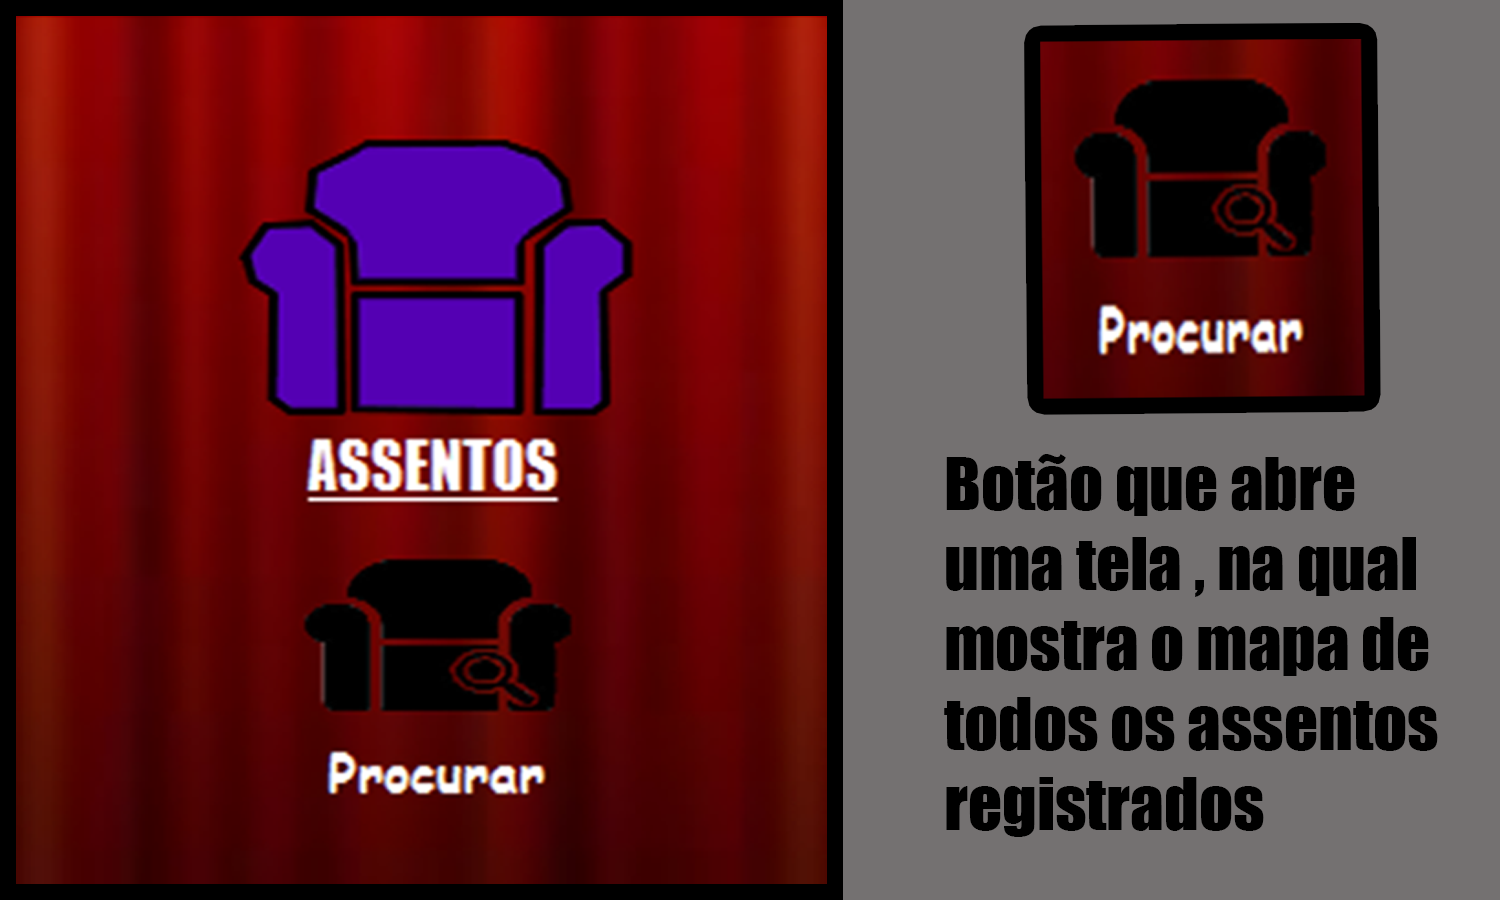 ASSENTOS
Procurar
Procurar
Botão que abre
uma tela , na qual
mostra o mapa de
todos os assentos
registrados